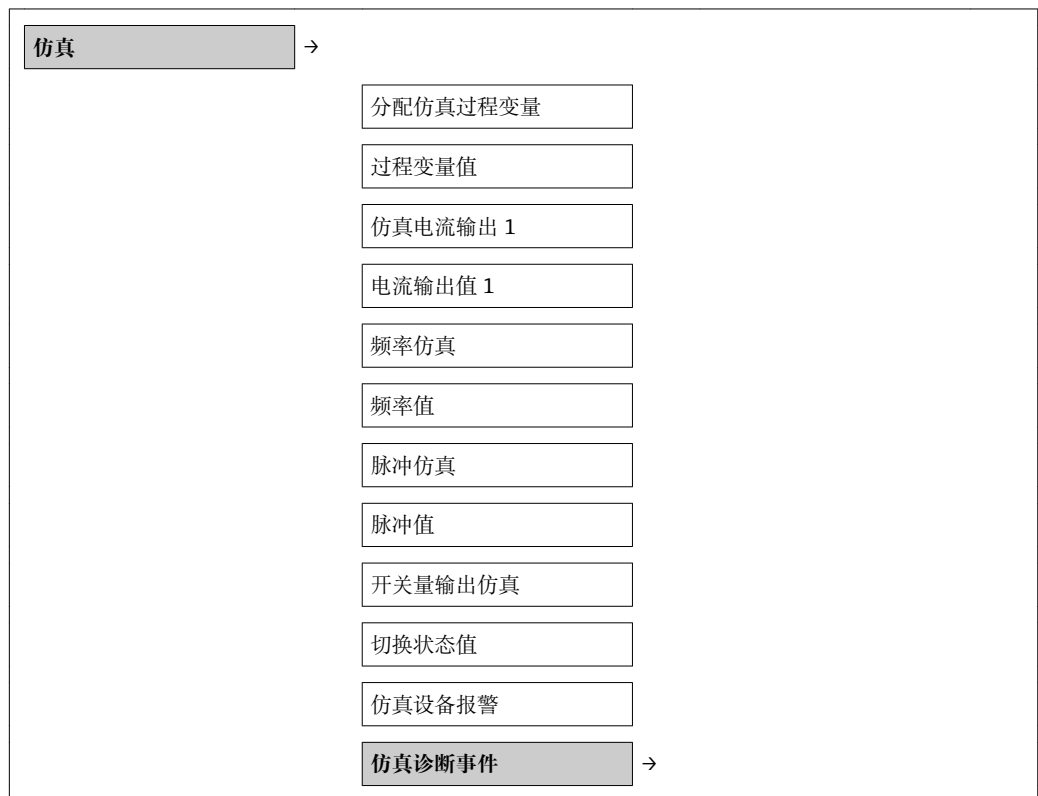 仿真 →
分配仿真过程变量
过程变量值
仿真电流输出 1
电流输出值 1
频率仿真
频率值
脉冲仿真
脉冲值
开关量输出仿真
切换状态值
仿真设备报警
仿真诊断事件 →